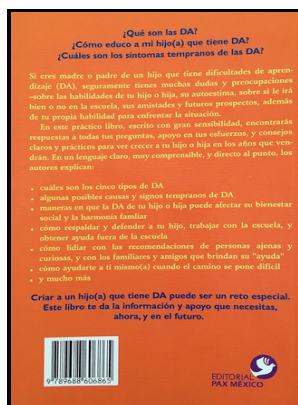 ¿Qué son las DA?
¿Cómo educo a mi hijo(a) que tiene DA?
¿Cuáles son los síntomas tempranos de las DA?
Si eres madre o padre de un hijo que tiene dificultades de apren-
dizaje (DA), seguramente tienes muchas dudas y preocupaciones
–sobre las habilidades de tu hijo o hija, su autoestima, sobre si le irá
bien o no en la escuela, sus amistades y futuros prospectos, además
de tu propia habilidad para enfrentar la situación.
En este práctico libro, escrito con gran sensibilidad, encontrarás
respuestas a todas tus preguntas, apoyo en tus esfuerzos, y consejos
claros y prácticos para ver crecer a tu hijo o hija en los años que ven-
drán. En un lenguaje claro, muy comprensible, y directo al punto, los
autores explican:
• cuáles son los cinco tipos de DA
• algunas posibles causas y signos tempranos de DA
• maneras en que la DA de tu hijo o hija puede afectar su bienestar
social y la harmonía famliar
• cómo respaldar y defender a tu hijo, trabajar con la escuela, y
obtener ayuda fuera de la escuela
• cómo lidiar con las recomendaciones de personas ajenas y
curiosas, y con los familiares y amigos que brindan su "ayuda"
• cómo ayudarte a ti mismo(a) cuando el camino se pone difícil
• y mucho más
Criar a un hijo(a) que tiene DA puede ser un reto especial.
Este libro te da la información y apoyo que necesitas,
ahora, y en el futuro.
9789688606865
EDITORIAL
PAX MÉXICO